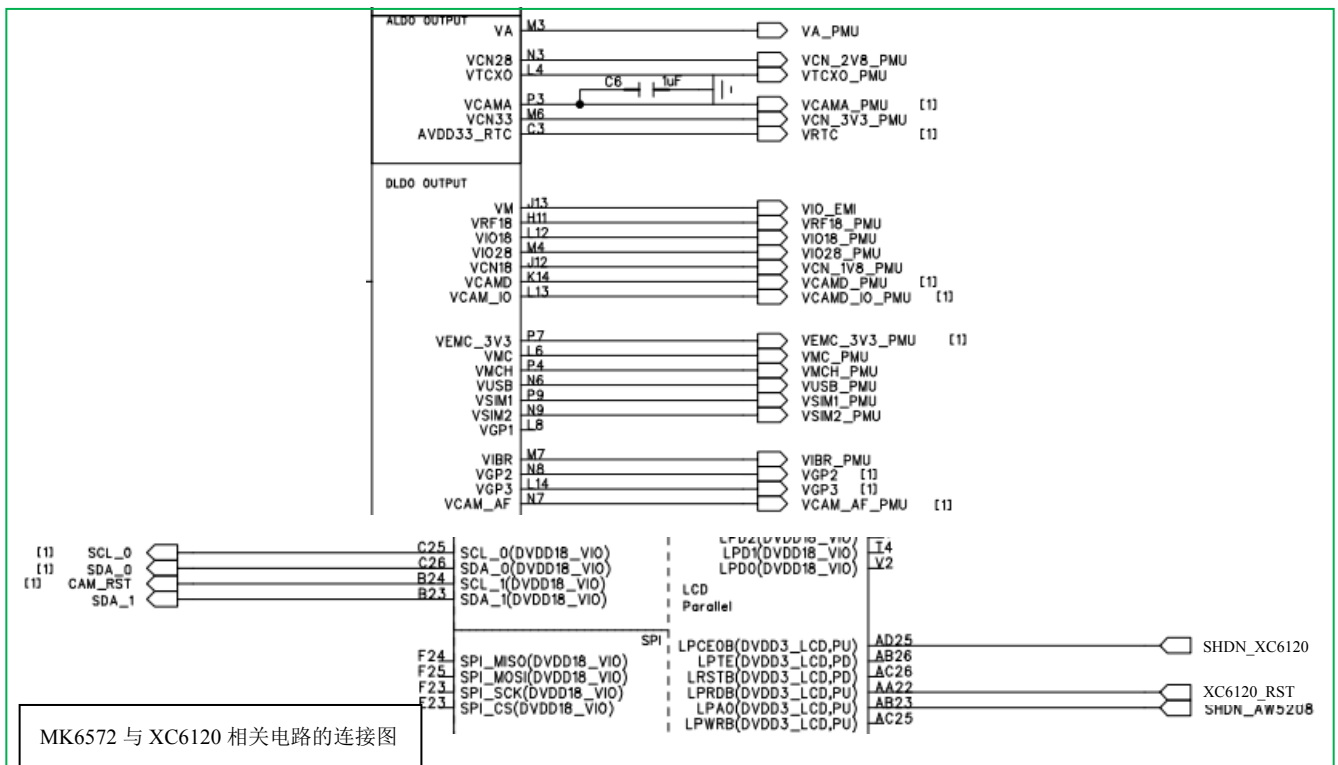 ALDO OUTPUT
VA M3 VA_PMU
VCN28 N3 VCN_2V8_PMU
VTCXO L4 VTCXO_PMU
C6 1uF
VCAMA P3 VCAMA_PMU [1]
VCN33 M6 VCN_3V3_PMU
AVDD33_RTC C3 VRTC [1]
DLDO OUTPUT
VM J13 VIO_EMI
VRF18 H11 VRF18_PMU
VIO18 L12 VIO18_PMU
VIO28 M4 VIO28_PMU
VCN18 J12 VCN_1V8_PMU
VCAMD K14 VCAMD_PMU [1]
VCAM_IO L13 VCAMD_IO_PMU [1]
VEMC_3V3 P7 VEMC_3V3_PMU [1]
VMC L6 VMC_PMU
VMCH P4 VMCH_PMU
VUSB N6 VUSB_PMU
VSIM1 P9 VSIM1_PMU
VSIM2 N9 VSIM2_PMU
VGP1 L8
VIBR M7 VIBR_PMU
VGP2 N8 VGP2 [1]
VGP3 L14 VGP3 [1]
VCAM_AF N7 VCAM_AF_PMU [1]
[1] SCL_0 C25 SCL_0(DVDD18_VIO)
[1] SDA_0 C26 SDA_0(DVDD18_VIO)
[1] CAM_RST B24 SCL_1(DVDD18_VIO)
SDA_1 B23 SDA_1(DVDD18_VIO)
SPI
F24 SPI_MISO(DVDD18_VIO)
F25 SPI_MOSI(DVDD18_VIO)
F23 SPI_SCK(DVDD18_VIO)
E23 SPI_CS(DVDD18_VIO)
LPD2(DVDD18_VIO)
LPD1(DVDD18_VIO) T4
LPD0(DVDD18_VIO) V2
LCD
Parallel
LPCE0B(DVDD3_LCD,PU) AD25 SHDN_XC6120
LPTE(DVDD3_LCD,PD) AB26
LRSTB(DVDD3_LCD,PD) AC26
LPRDB(DVDD3_LCD,PU) AA22 XC6120_RST
LPA0(DVDD3_LCD,PU) AB23 SHDN_AW5208
LPWRB(DVDD3_LCD,PU) AC25
MK6572 与 XC6120 相关电路的连接图